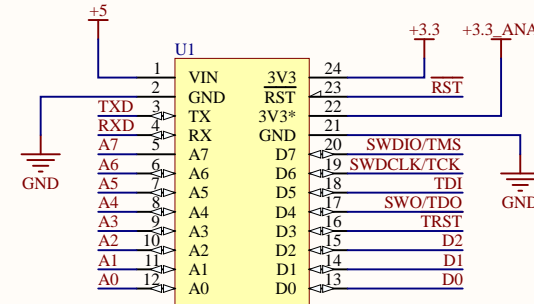 +5
+3.3 +3.3_ANA
U1
1 VIN 3V3 24
2 GND RST 23 RST
TXD 3 TX 3V3* 22
RXD 4 RX GND 21
A7 5 A7 D7 20 SWDIO/TMS
A6 6 A6 D6 19 SWDCLK/TCK
A5 7 A5 D5 18 TDI
A4 8 A4 D4 17 SWO/TDO
A3 9 A3 D3 16 TRST
A2 10 A2 D2 15 D2
A1 11 A1 D1 14 D1
A0 12 A0 D0 13 D0
GND
GND